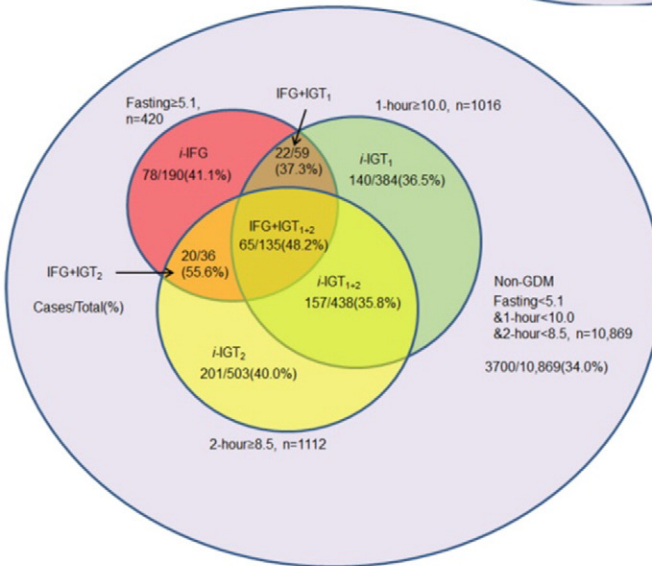 Fasting≥5.1,
n=420
IFG+IGT₁
1-hour≥10.0, n=1016
i-IFG
78/190(41.1%)
22/59
(37.3%)
i-IGT₁
140/384(36.5%)
IFG+IGT₁₊₂
65/135(48.2%)
20/36
(55.6%)
IFG+IGT₂
Cases/Total(%)
i-IGT₁₊₂
157/438(35.8%)
Non-GDM
Fasting<5.1
&1-hour<10.0
&2-hour<8.5, n=10,869
3700/10,869(34.0%)
i-IGT₂
201/503(40.0%)
2-hour≥8.5, n=1112